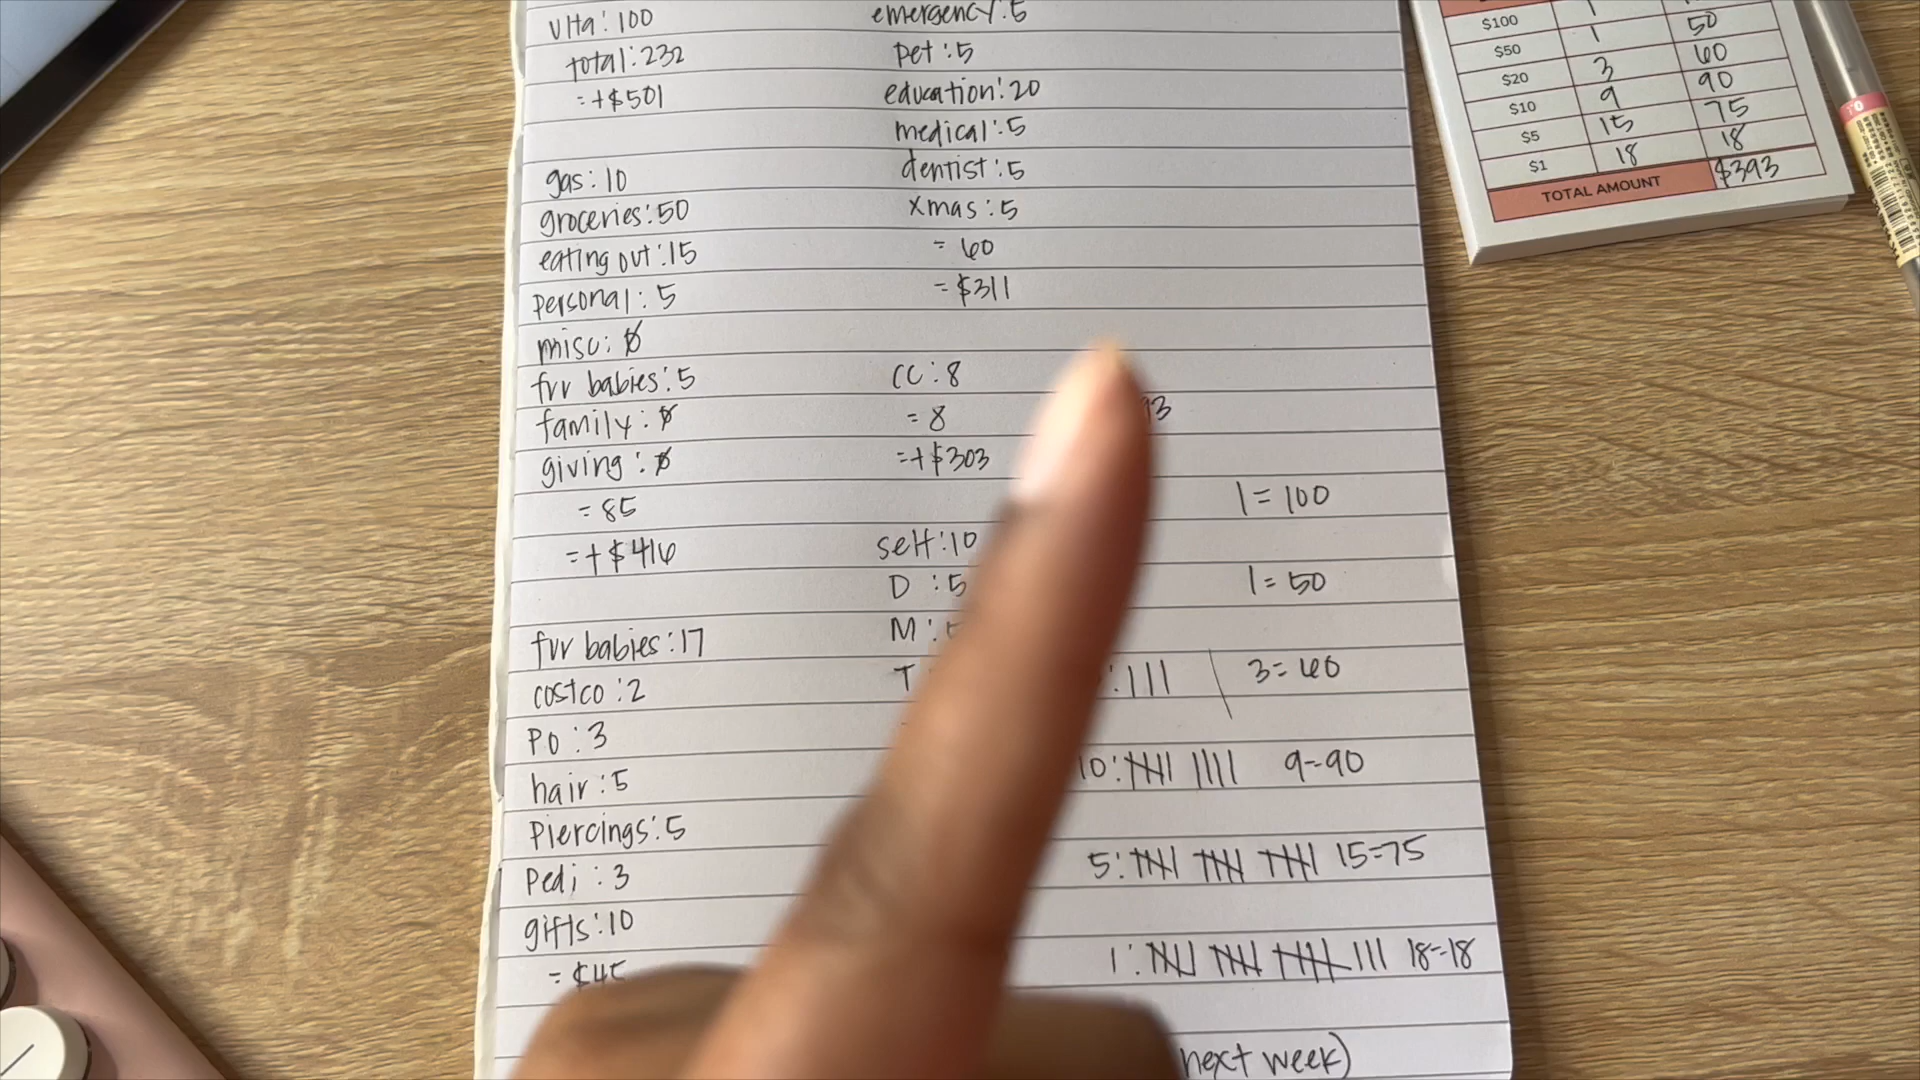 ulta: 100
total: 232
= + $501
gas: 10
groceries: 50
eating out: 15
personal: 5
misc: 0
fur babies: 5
family: 0
giving: 0
= 85
= + $416
fur babies: 17
costco: 2
PO: 3
hair: 5
Piercings: 5
Pedi: 3
gifts: 10
= $45
emergency: 5
Pet: 5
education: 20
medical: 5
dentist: 5
xmas: 5
= 60
= $311
CC: 8
= 8
= + $303
self: 10
D: 5
M:
T
1 = 100
1 = 50
3 = 60
10: 9 - 90
5: 15 = 75
1: 18 = 18
next week)
$100 1
$50 1 50
$20 3 60
$10 9 90
$5 15 75
$1 18 18
TOTAL AMOUNT $393